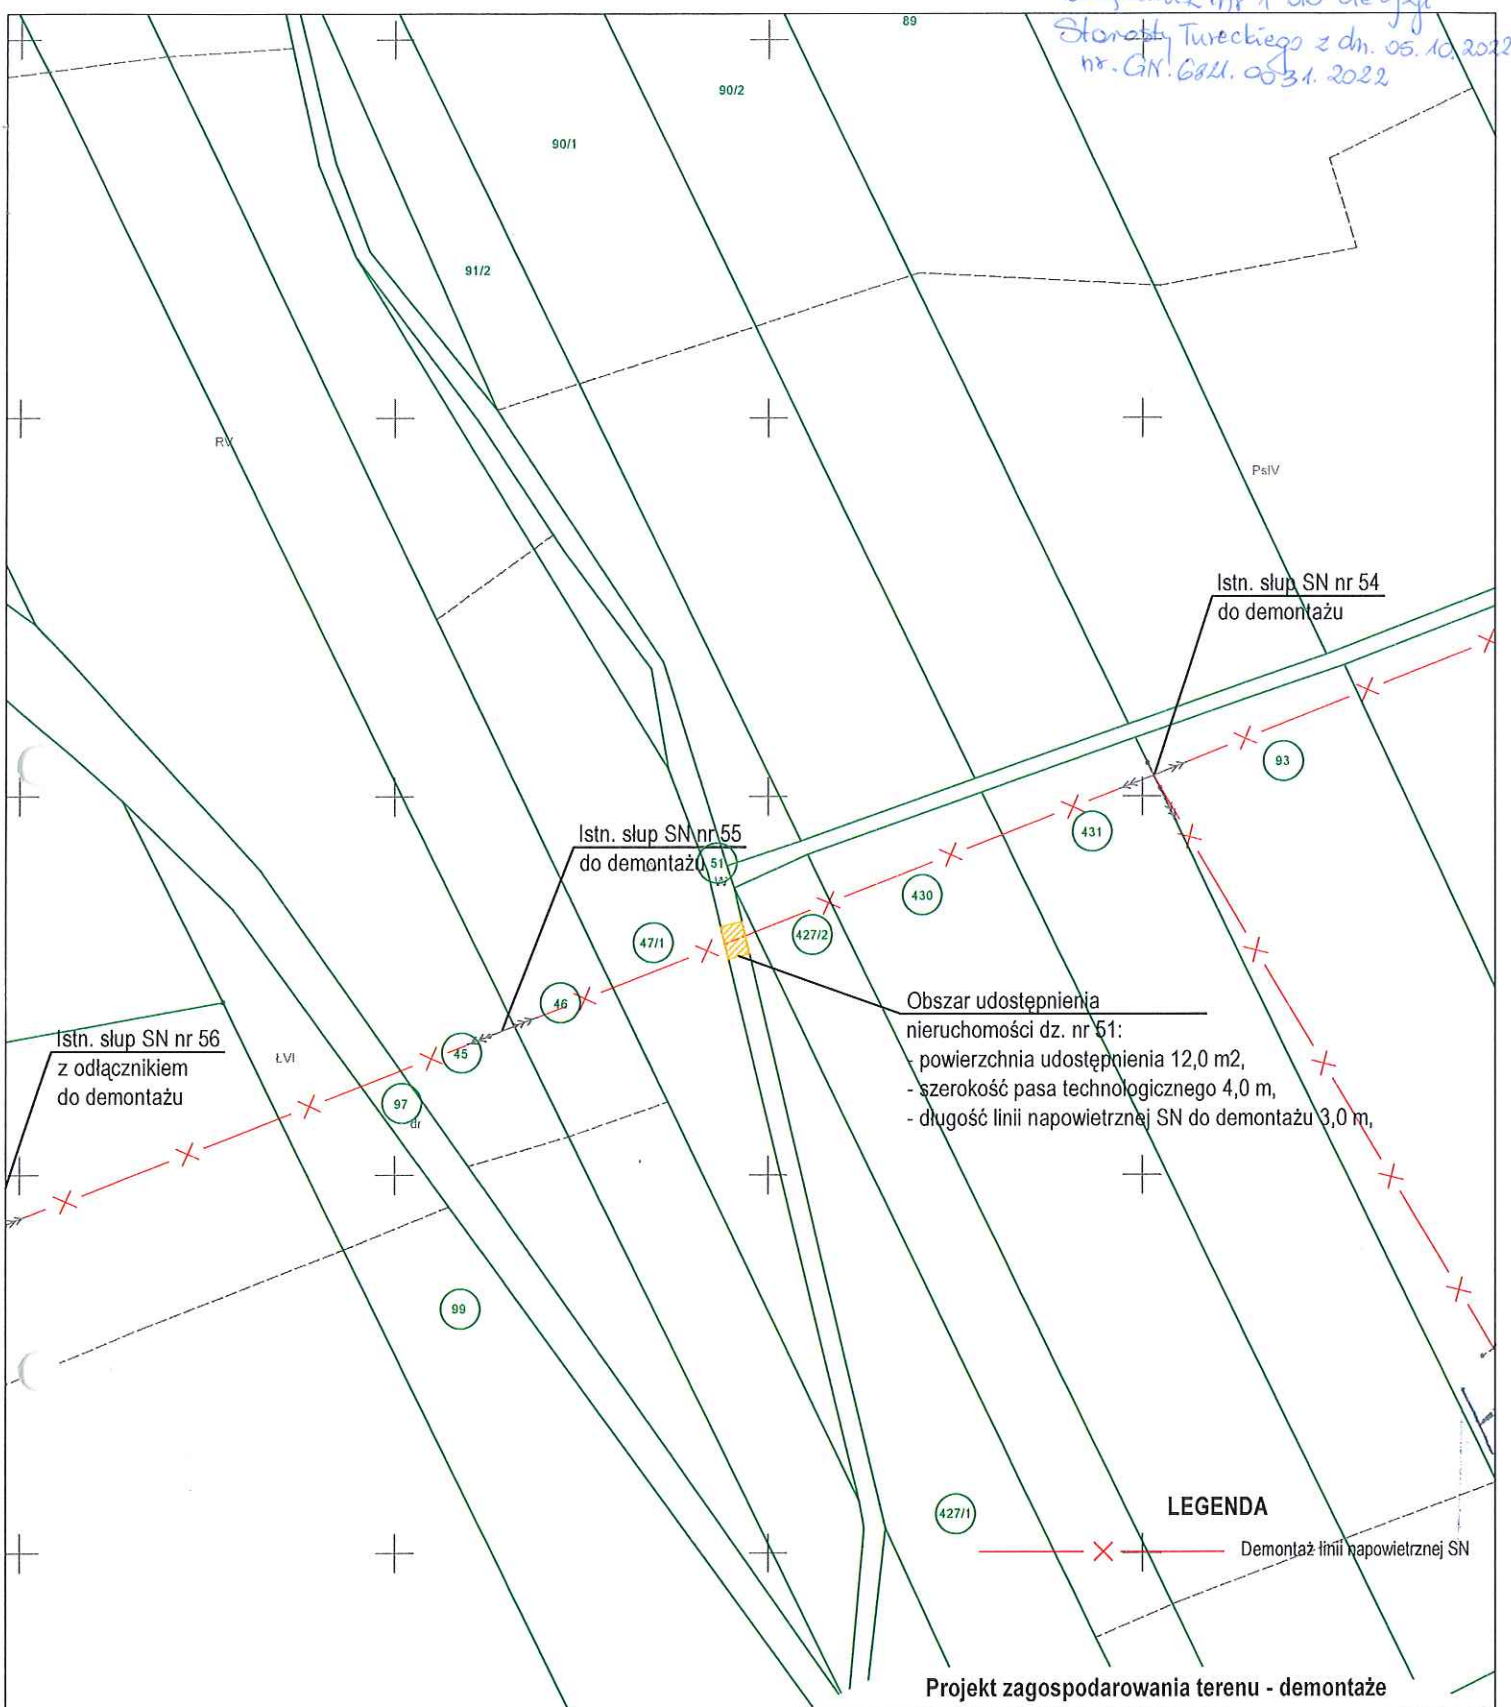 Starosty Tureckiego z dn. 05.10.2022
nr. GN. 6821. 0031. 2022
89
90/2
90/1
91/2
RV
PsIV
Istn. słup SN nr 54
do demontażu
93
431
Istn. słup SN nr 55
do demontażu
51
W
430
427/2
47/1
46
45
Obszar udostępnienia
nieruchomości dz. nr 51:
- powierzchnia udostępnienia 12,0 m2,
- szerokość pasa technologicznego 4,0 m,
- długość linii napowietrznej SN do demontażu 3,0 m,
Istn. słup SN nr 56
z odłącznikiem
do demontażu
ŁVI
97
dr
99
427/1
LEGENDA
Demontaż linii napowietrznej SN
Projekt zagospodarowania terenu - demontaże